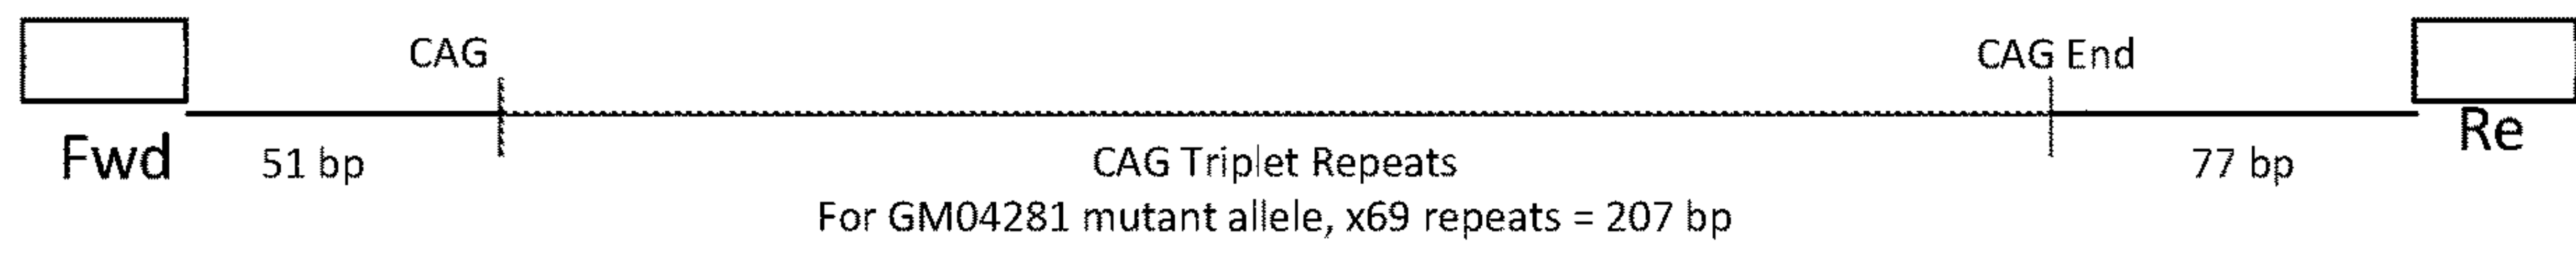 CAG
CAG End
Fwd
51 bp
CAG Triplet Repeats
77 bp
Re
For GM04281 mutant allele, x69 repeats = 207 bp